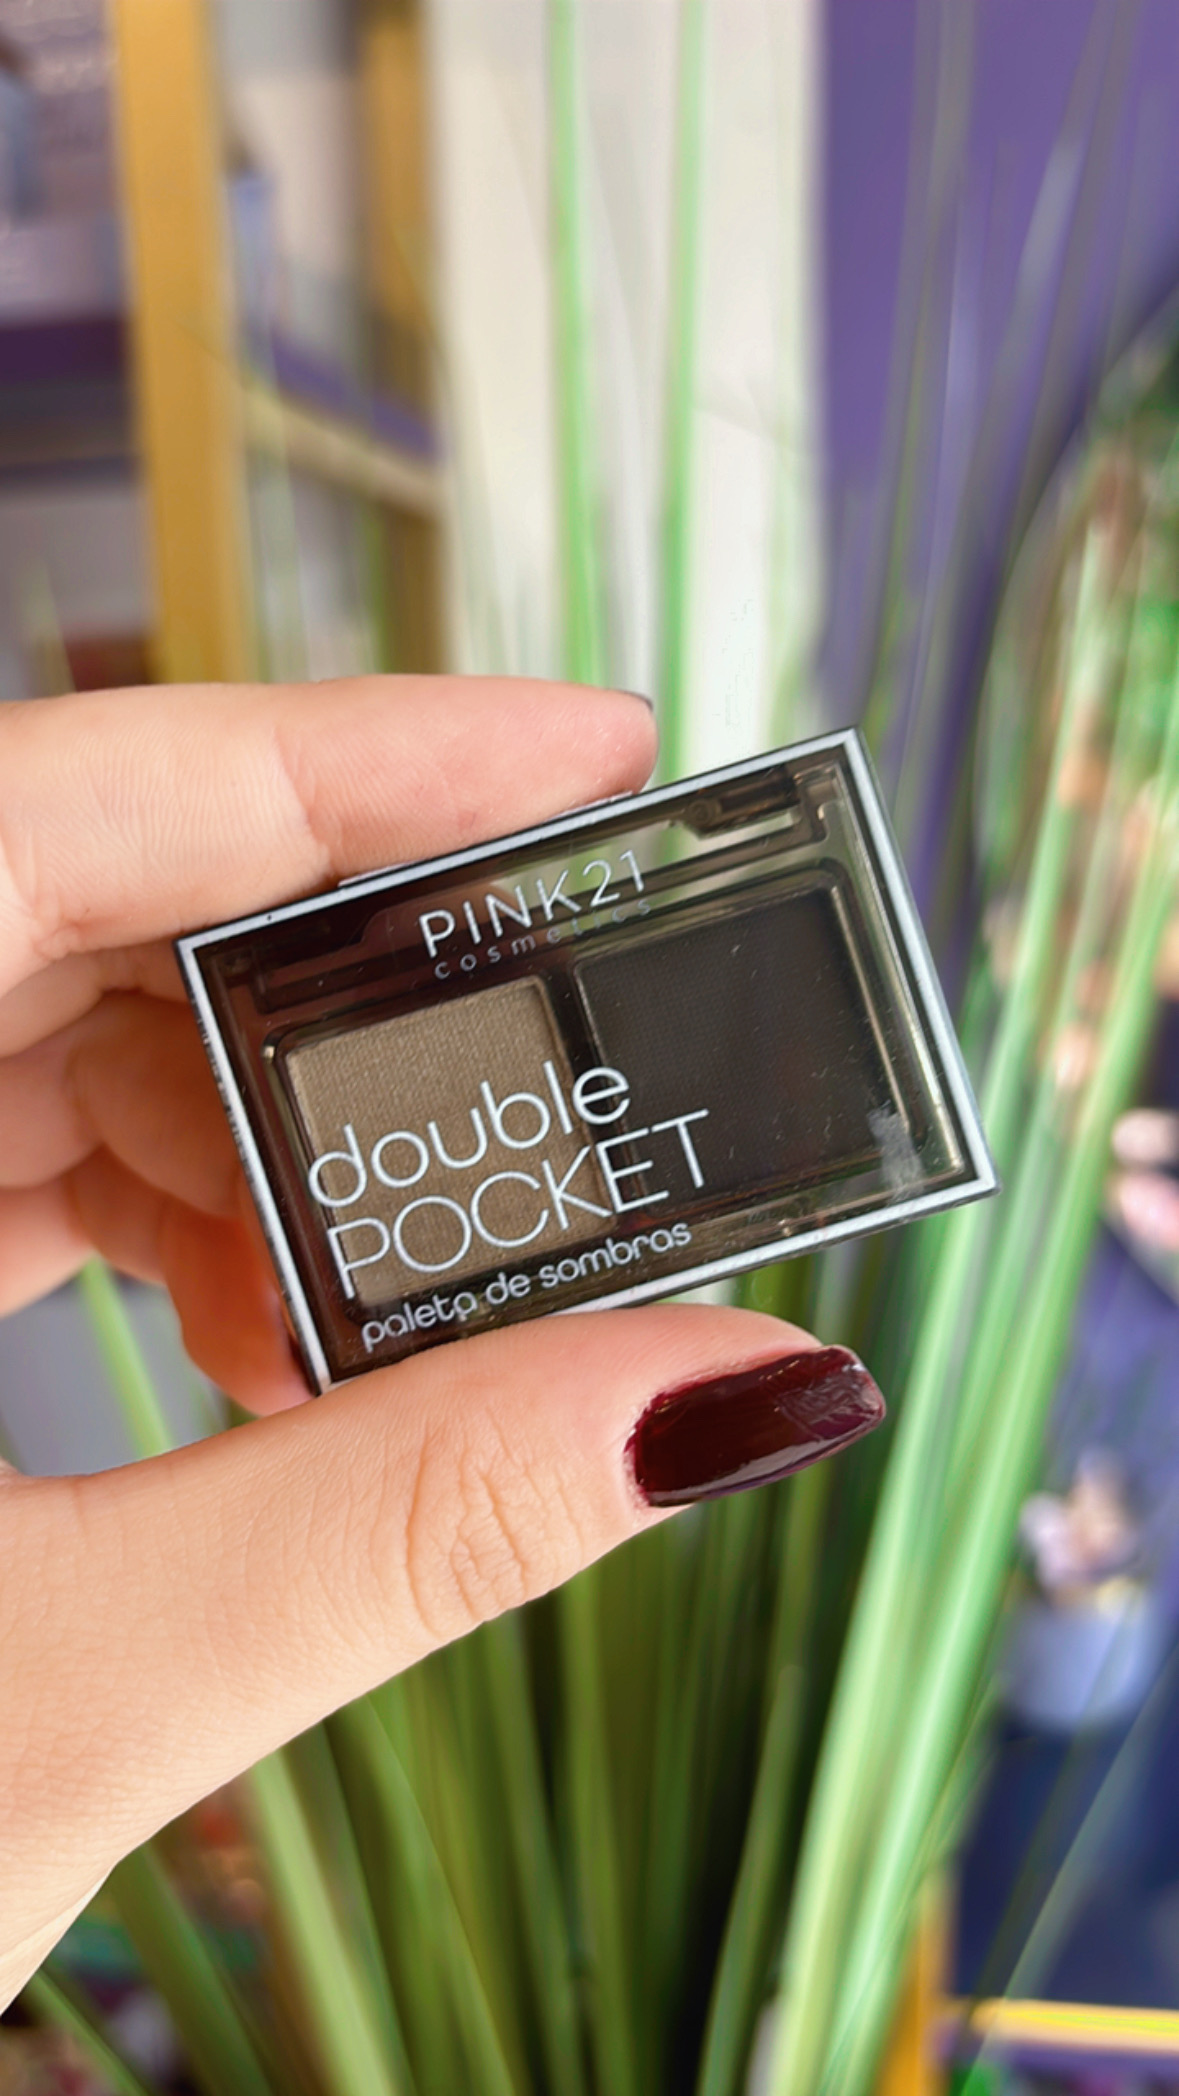 PINK21
cosmetics
double
POCKET
paleta de sombras